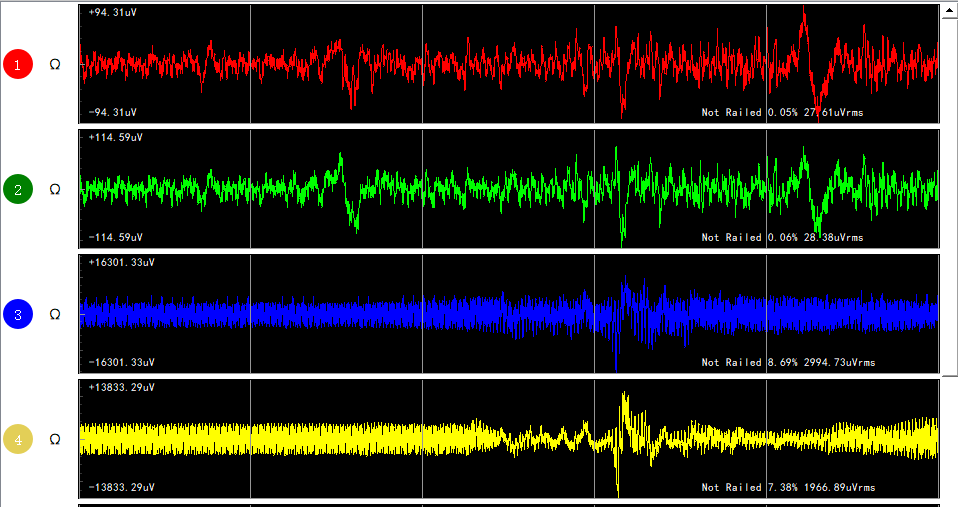 +94.31uV
1 Ω
-94.31uV
Not Railed 0.05% 27.61uVrms
+114.59uV
2 Ω
-114.59uV
Not Railed 0.06% 28.38uVrms
+16301.33uV
3 Ω
-16301.33uV
Not Railed 8.69% 2994.73uVrms
+13833.29uV
4 Ω
-13833.29uV
Not Railed 7.38% 1966.89uVrms